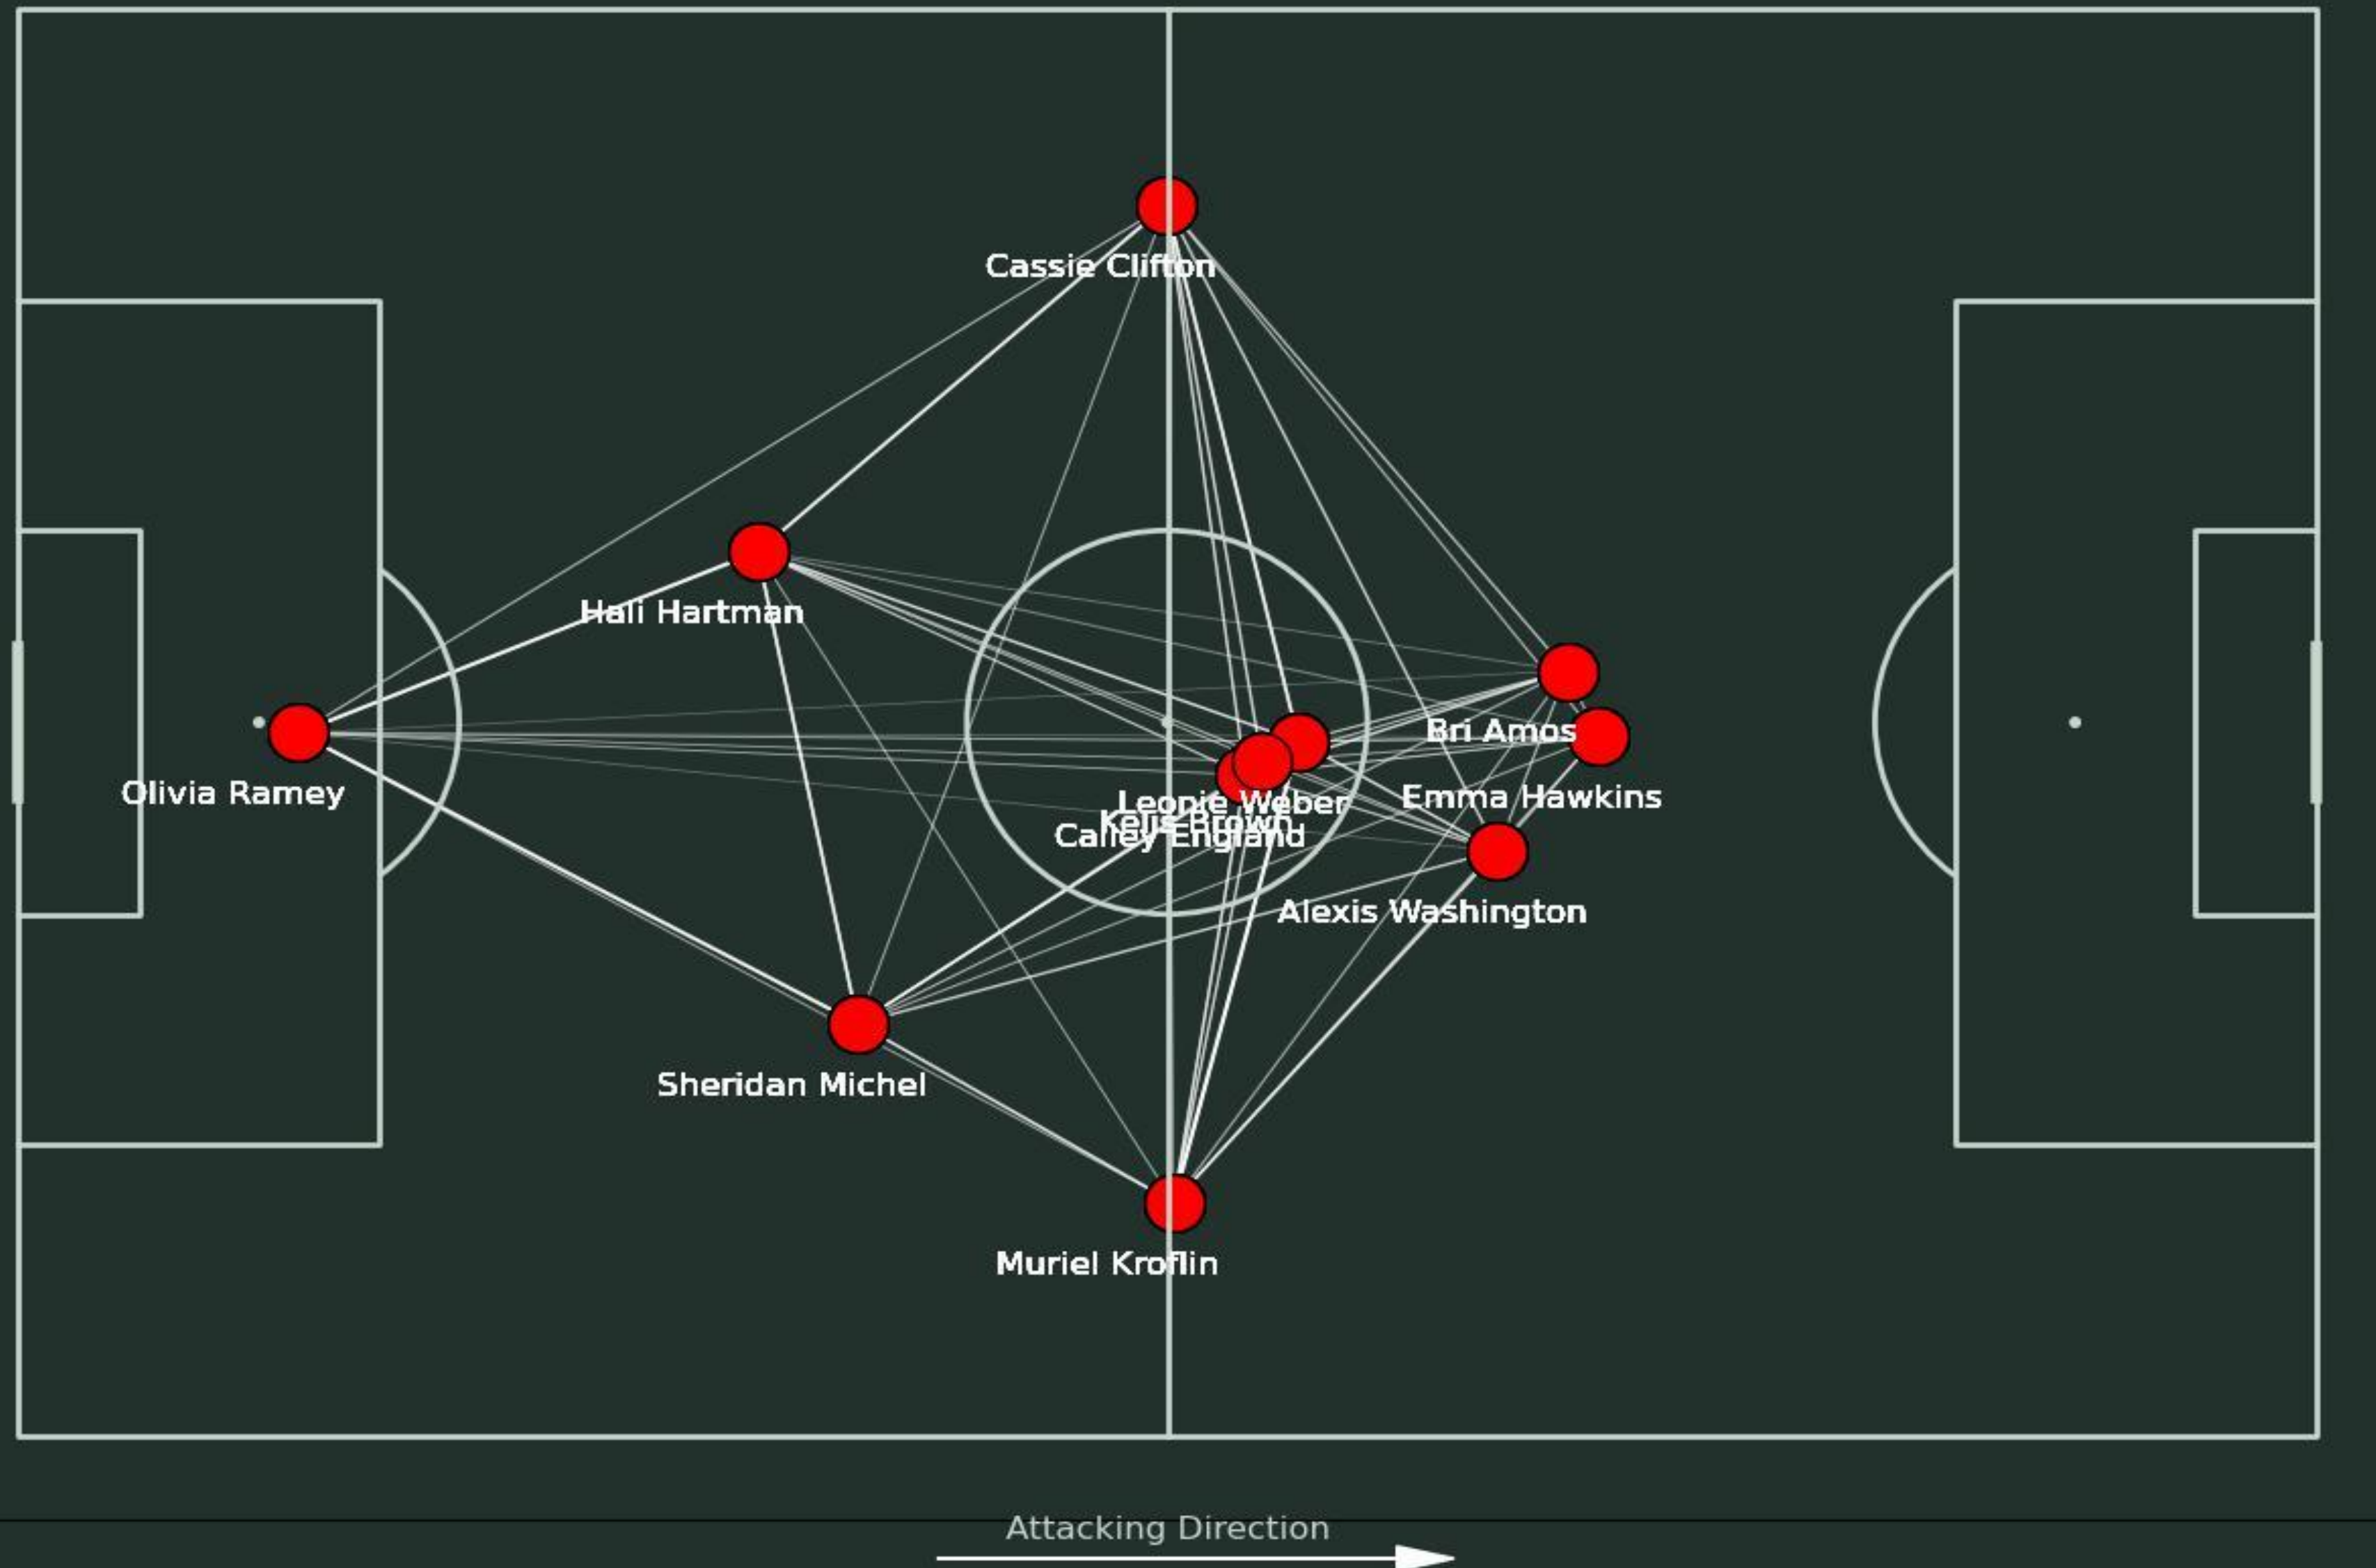 Cassie Clifton
Hali Hartman
Bri Amos
Olivia Ramey
Emma Hawkins
Leonie Weber
Kelis Brown
Calley England
Alexis Washington
Sheridan Michel
Muriel Kroflin
Attacking Direction